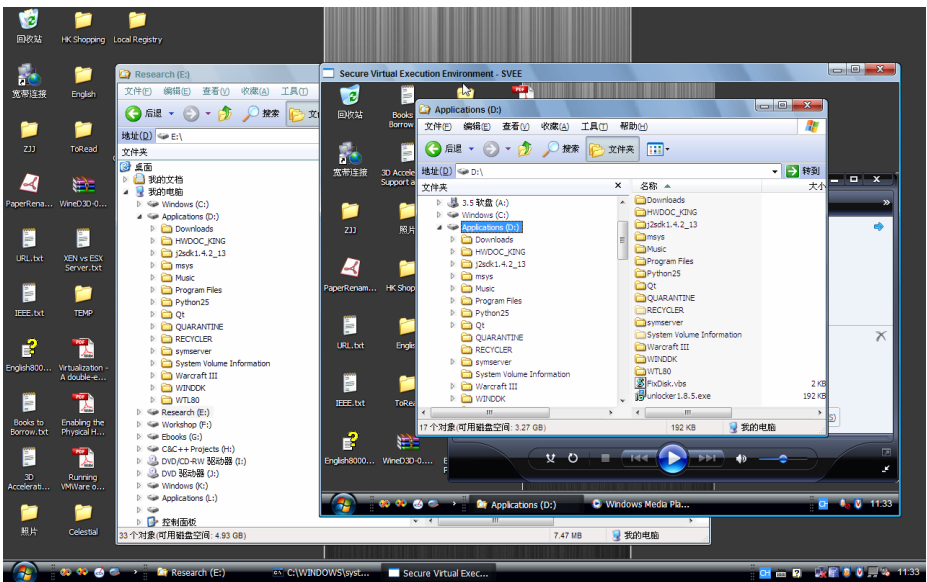 回收站
HK Shopping
Local Registry
宽带连接
English
ZJJ
ToRead
PaperRena...
WineD3D-0...
URL.txt
XEN vs ESX
Server.txt
IEEE.txt
TEMP
English800...
Virtualization -
A double-e...
Books to
Borrow.txt
Enabling the
Physical H...
3D
Accelerati...
Running
VMWare o...
照片
Celestial
Research (E:)
文件(F) 编辑(E) 查看(V) 收藏(A) 工具(T)
后退 搜索
地址(D) E:\
文件夹
桌面
我的文档
我的电脑
Windows (C:)
Applications (D:)
Downloads
HWDOC_KING
j2sdk1.4.2_13
msys
Music
Program Files
Python25
Qt
QUARANTINE
RECYCLER
symserver
System Volume Information
Warcraft III
WINDDK
WTL80
Research (E:)
Workshop (F:)
Ebooks (G:)
C&C++Projects (H:)
DVD/CD-RW 驱动器 (I:)
DVD 驱动器 (J:)
Windows (K:)
Applications (L:)
控制面板
33 个对象(可用磁盘空间: 4.93 GB) 7.47 MB 我的电脑
Secure Virtual Execution Environment - SVEE
回收站
Books
Borrow
宽带连接
3D Accele
Support a
ZJJ
照片
PaperRenam...
HK Shop
URL.txt
Englis
IEEE.txt
ToRea
English8000...
WineD3D-0....
Applications (D:)
文件(F) 编辑(E) 查看(V) 收藏(A) 工具(T) 帮助(H)
后退 搜索 文件夹
地址(D) D:\ 转到
文件夹 X
3.5 软盘 (A:)
Windows (C:)
Applications (D:)
Downloads
HWDOC_KING
j2sdk1.4.2_13
msys
Music
Program Files
Python25
Qt
QUARANTINE
RECYCLER
symserver
System Volume Information
Warcraft III
WINDDK
名称 大小
Downloads
HWDOC_KING
j2sdk1.4.2_13
msys
Music
Program Files
Python25
Qt
QUARANTINE
RECYCLER
symserver
System Volume Information
Warcraft III
WINDDK
WTL80
FixDisk.vbs 2 KB
unlocker1.8.5.exe 192 KB
17 个对象(可用磁盘空间: 3.27 GB) 192 KB 我的电脑
Applications (D:) Windows Media Pla... CH 11:33
Research (E:) C:\WINDOWS\syst... Secure Virtual Exec... CH 11:33